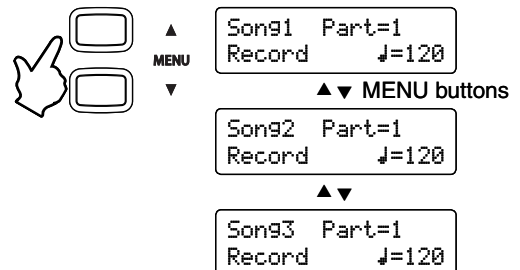 Song1 Part=1
Record ♩=120
▲
MENU
▼
▲ ▼ MENU buttons
Song2 Part=1
Record ♩=120
▲ ▼
Song3 Part=1
Record ♩=120